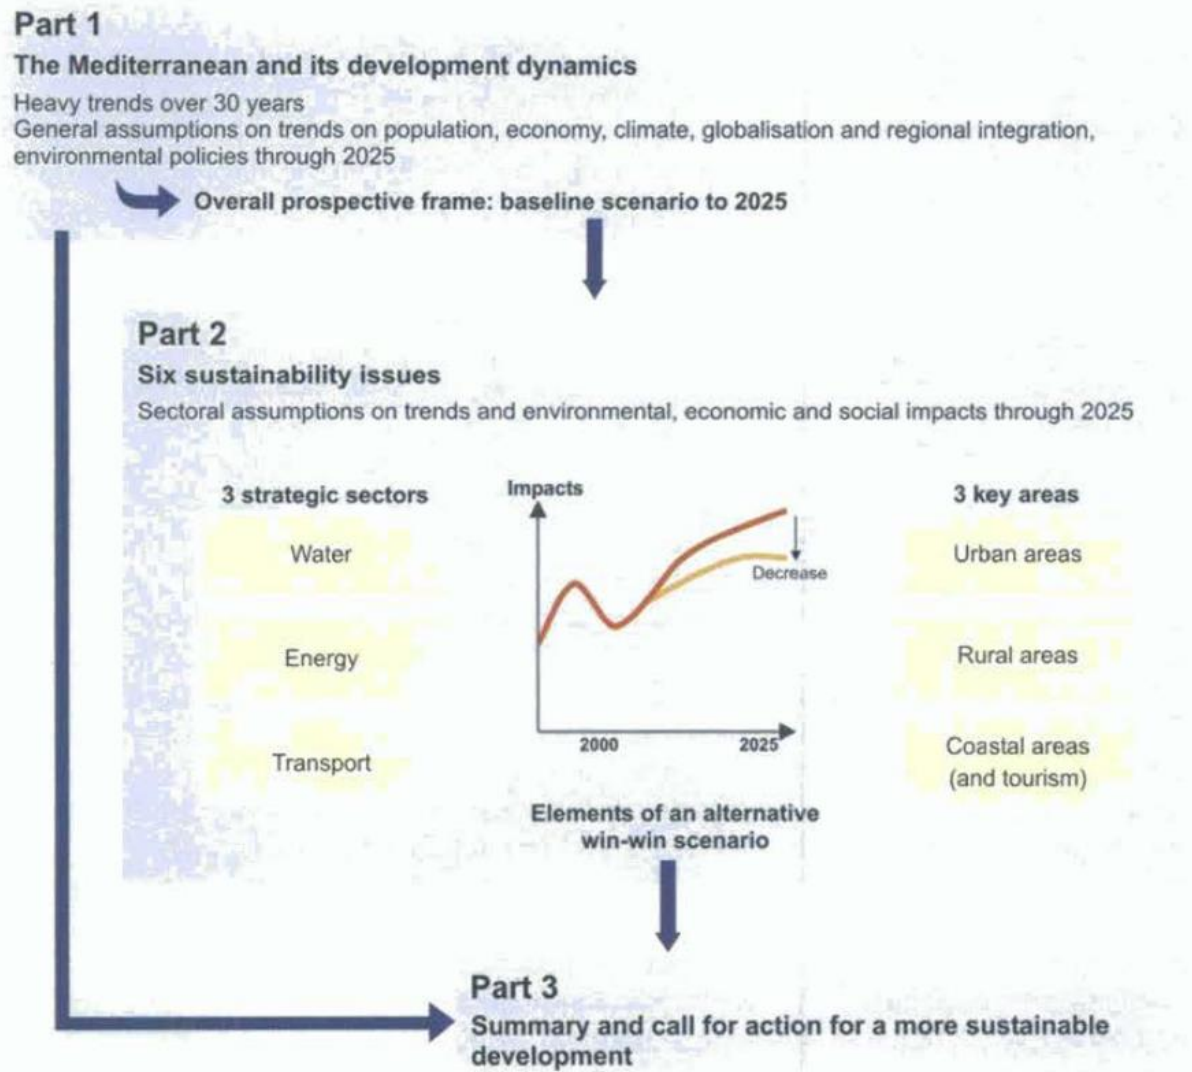 Part 1
The Mediterranean and its development dynamics
Heavy trends over 30 years
General assumptions on trends on population, economy, climate, globalisation and regional integration,
environmental policies through 2025
Overall prospective frame: baseline scenario to 2025
Part 2
Six sustainability issues
Sectoral assumptions on trends and environmental, economic and social impacts through 2025
3 strategic sectors
Water
Energy
Transport
Impacts
Decrease
2000
2025
Elements of an alternative
win-win scenario
3 key areas
Urban areas
Rural areas
Coastal areas
(and tourism)
Part 3
Summary and call for action for a more sustainable
development